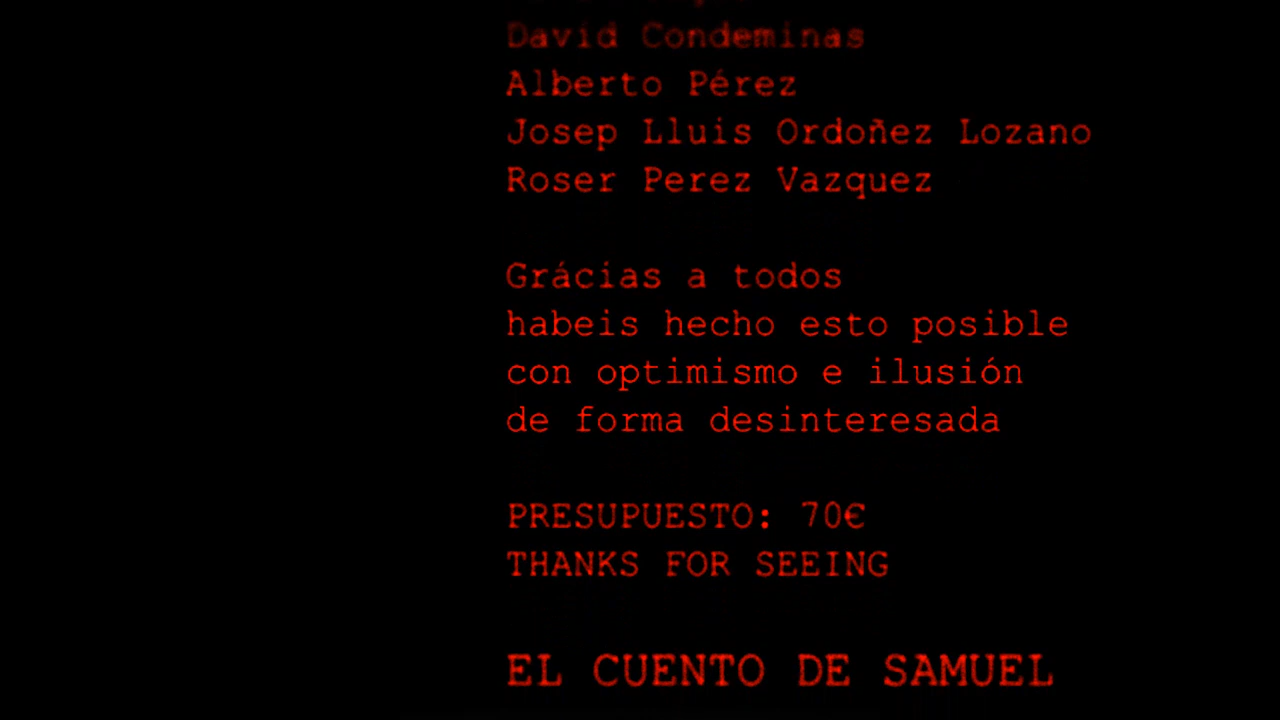 David Condeminas
Alberto Pérez
Josep Lluis Ordoñez Lozano
Roser Perez Vazquez
Grácias a todos
habeis hecho esto posible
con optimismo e ilusión
de forma desinteresada
PRESUPUESTO: 70€
THANKS FOR SEEING
EL CUENTO DE SAMUEL